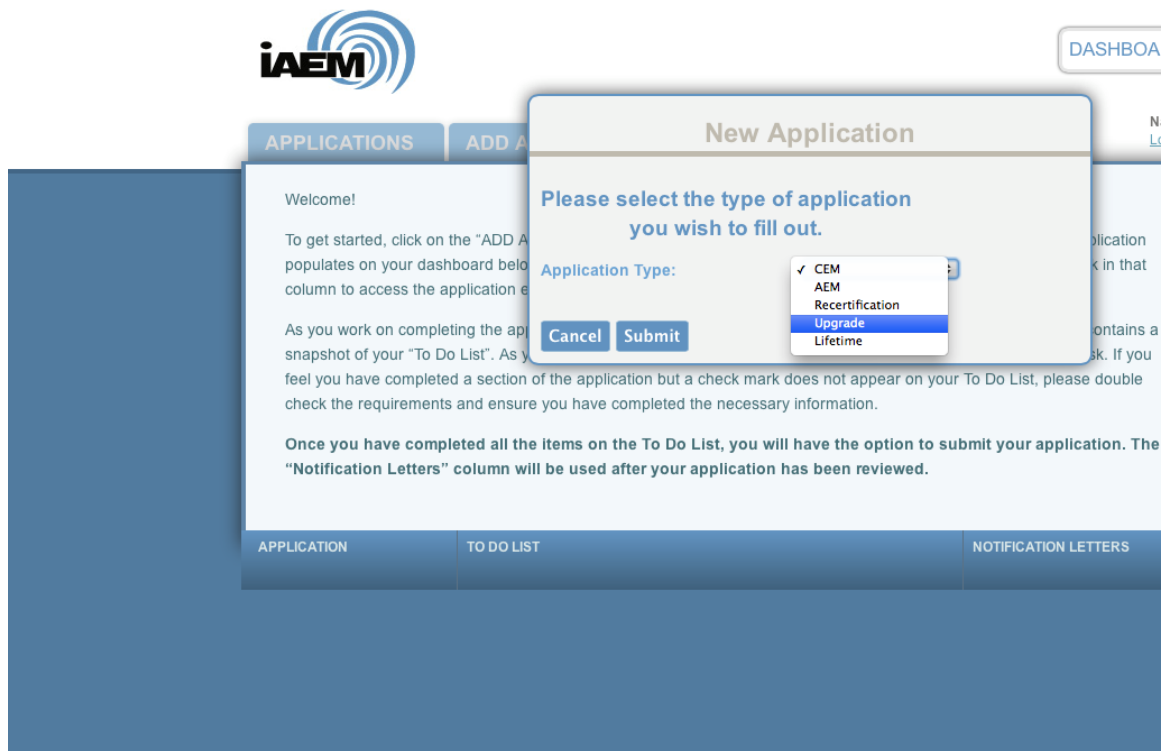 iAEM
DASHBOA
APPLICATIONS
ADD A
New Application
Na
Lo
Please select the type of application
you wish to fill out.
Application Type:
✓ CEM
AEM
Recertification
Upgrade
Lifetime
Cancel
Submit
Welcome!
To get started, click on the “ADD A
plication
populates on your dashboard belo
k in that
column to access the application e
As you work on completing the app
ontains a
snapshot of your “To Do List”. As y
sk. If you
feel you have completed a section of the application but a check mark does not appear on your To Do List, please double
check the requirements and ensure you have completed the necessary information.
Once you have completed all the items on the To Do List, you will have the option to submit your application. The
“Notification Letters” column will be used after your application has been reviewed.
APPLICATION
TO DO LIST
NOTIFICATION LETTERS